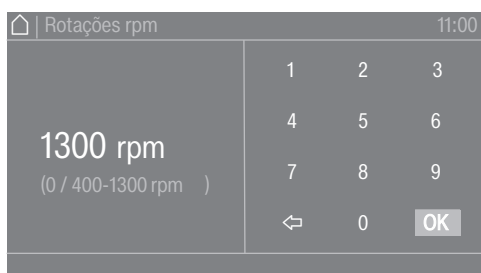 | Rotações rpm 11:00
1 2 3
4 5 6
1300 rpm
(0 / 400-1300 rpm )
7 8 9
0 OK